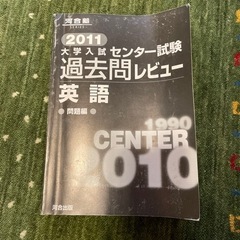 河合塾
SERIES
2011
大学入試センター試験
過去問レビュー
英語
●問題編●
1990
CENTER
2010
河合出版